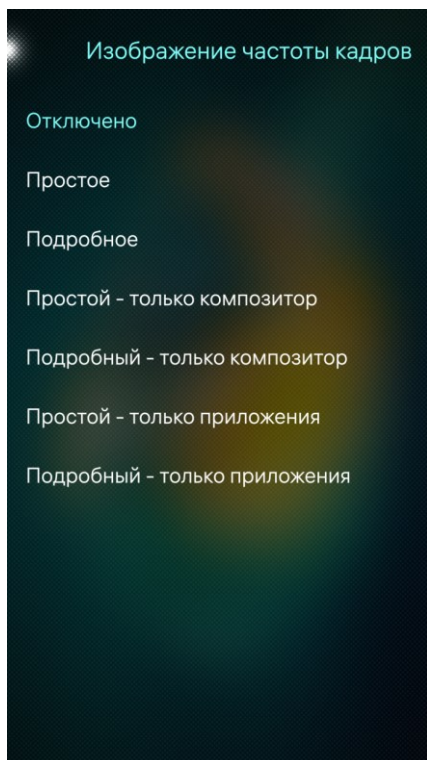 Изображение частоты кадров
Отключено
Простое
Подробное
Простой - только композитор
Подробный - только композитор
Простой - только приложения
Подробный - только приложения